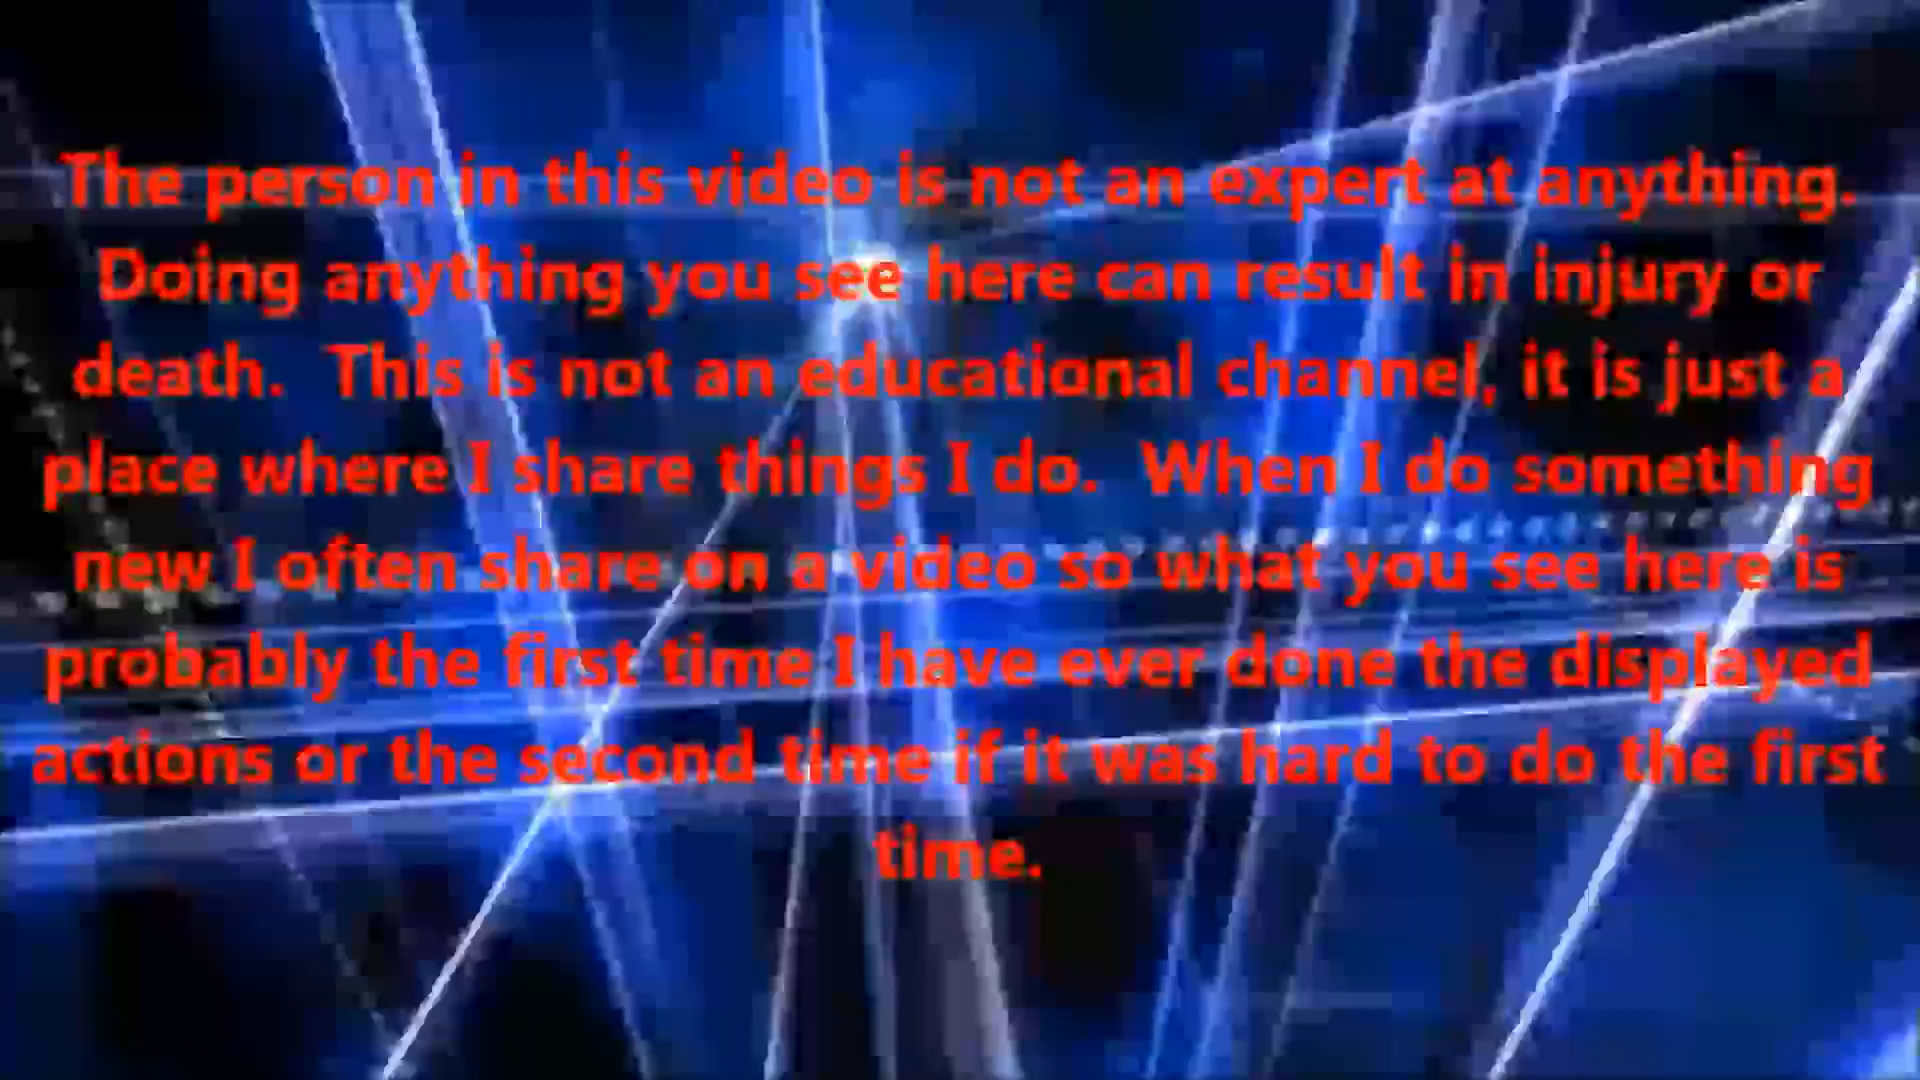 The person in this video is not an expert at anything.
Doing anything you see here can result in injury or
death.  This is not an educational channel, it is just a
place where I share things I do.  When I do something
new I often share on a video so what you see here is
probably the first time I have ever done the displayed
actions or the second time if it was hard to do the first
time.